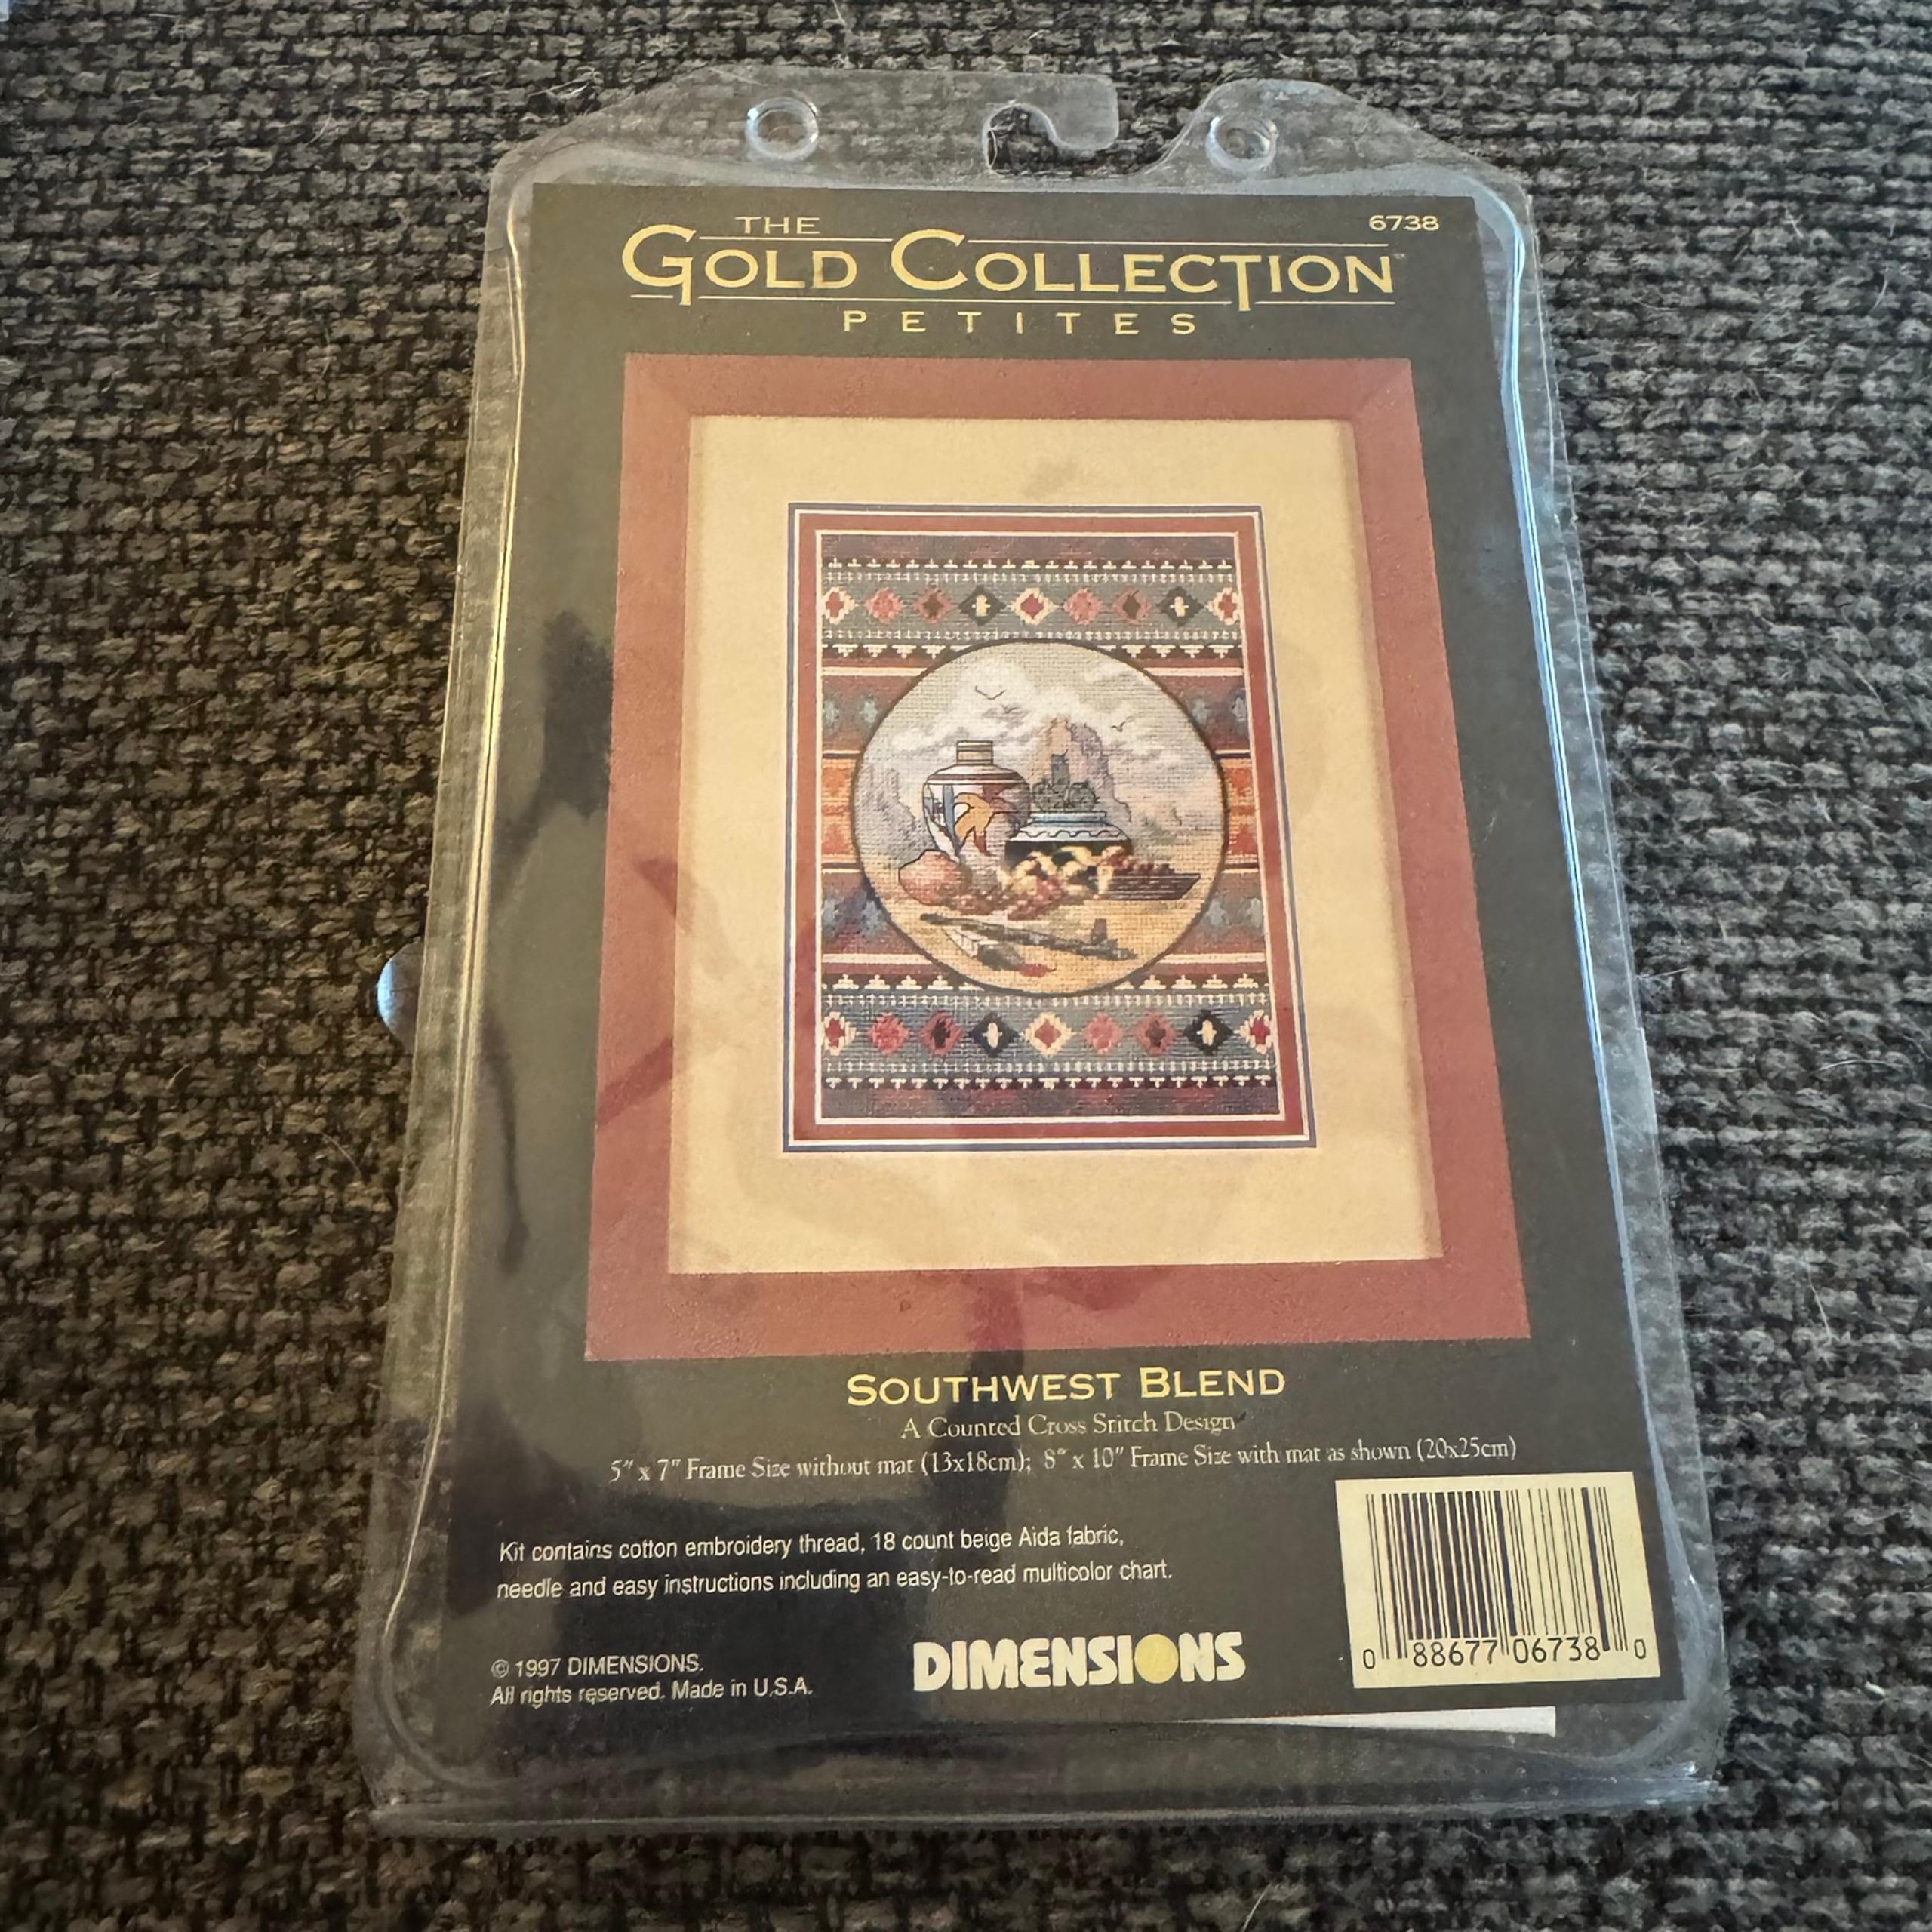 THE
6738
GOLD COLLECTION™
PETITES
SOUTHWEST BLEND
A Counted Cross Stitch Design
5" x 7" Frame Size without mat (13x18cm); 8" x 10" Frame Size with mat as shown (20x25cm)
Kit contains cotton embroidery thread, 18 count beige Aida fabric,
needle and easy instructions including an easy-to-read multicolor chart.
© 1997 DIMENSIONS.
All rights reserved. Made in U.S.A.
DIMENSIONS
0 88677 06738 0